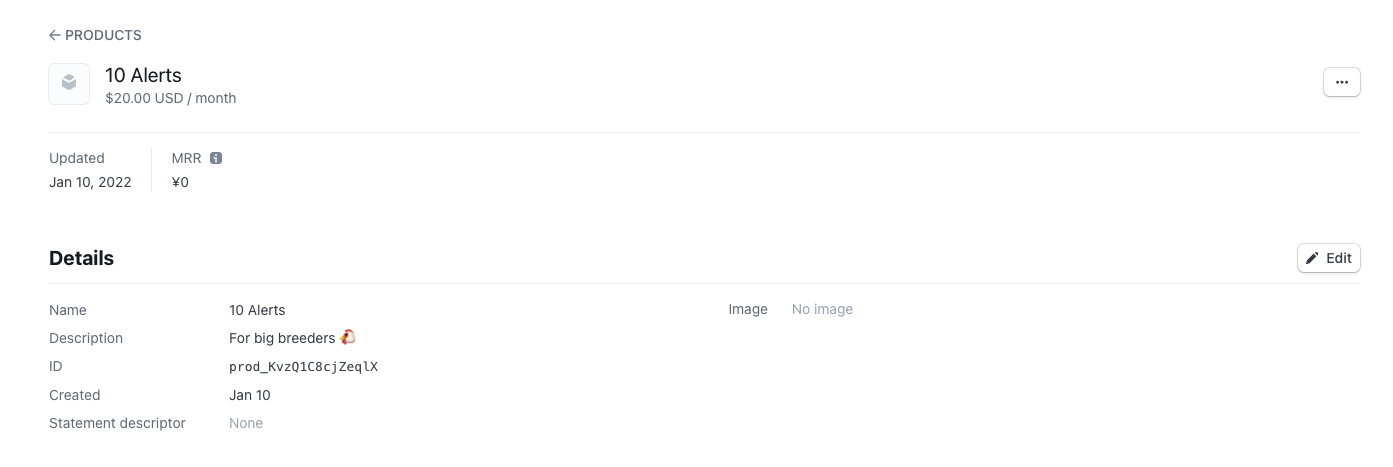 ← PRODUCTS
10 Alerts
$20.00 USD / month
Updated
Jan 10, 2022
MRR
¥0
Details
Edit
Name 10 Alerts
Image No image
Description For big breeders 🐔
ID prod_KvzQ1C8cjZeqlX
Created Jan 10
Statement descriptor None